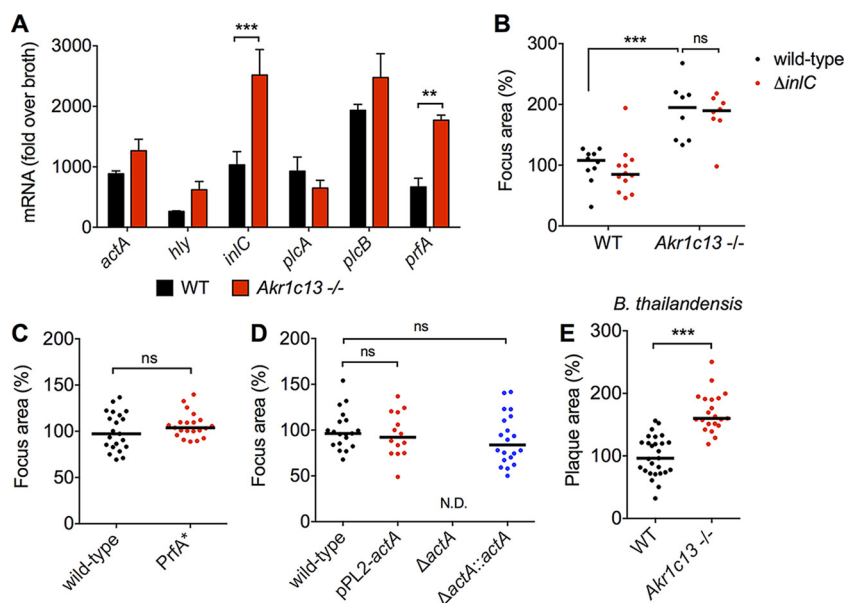 A
mRNA (fold over broth)
3000
2000
1000
0
***
**
actA
hly
inlC
plcA
plcB
prfA
WT
Akr1c13 -/-
B
Focus area (%)
300
200
100
0
***
ns
wild-type
ΔinlC
WT
Akr1c13 -/-
C
Focus area (%)
200
150
100
50
0
ns
wild-type
PrfA*
D
Focus area (%)
200
150
100
50
0
ns
ns
N.D.
wild-type
pPL2-actA
ΔactA
ΔactA::actA
B. thailandensis
E
Plaque area (%)
300
200
100
0
***
WT
Akr1c13 -/-